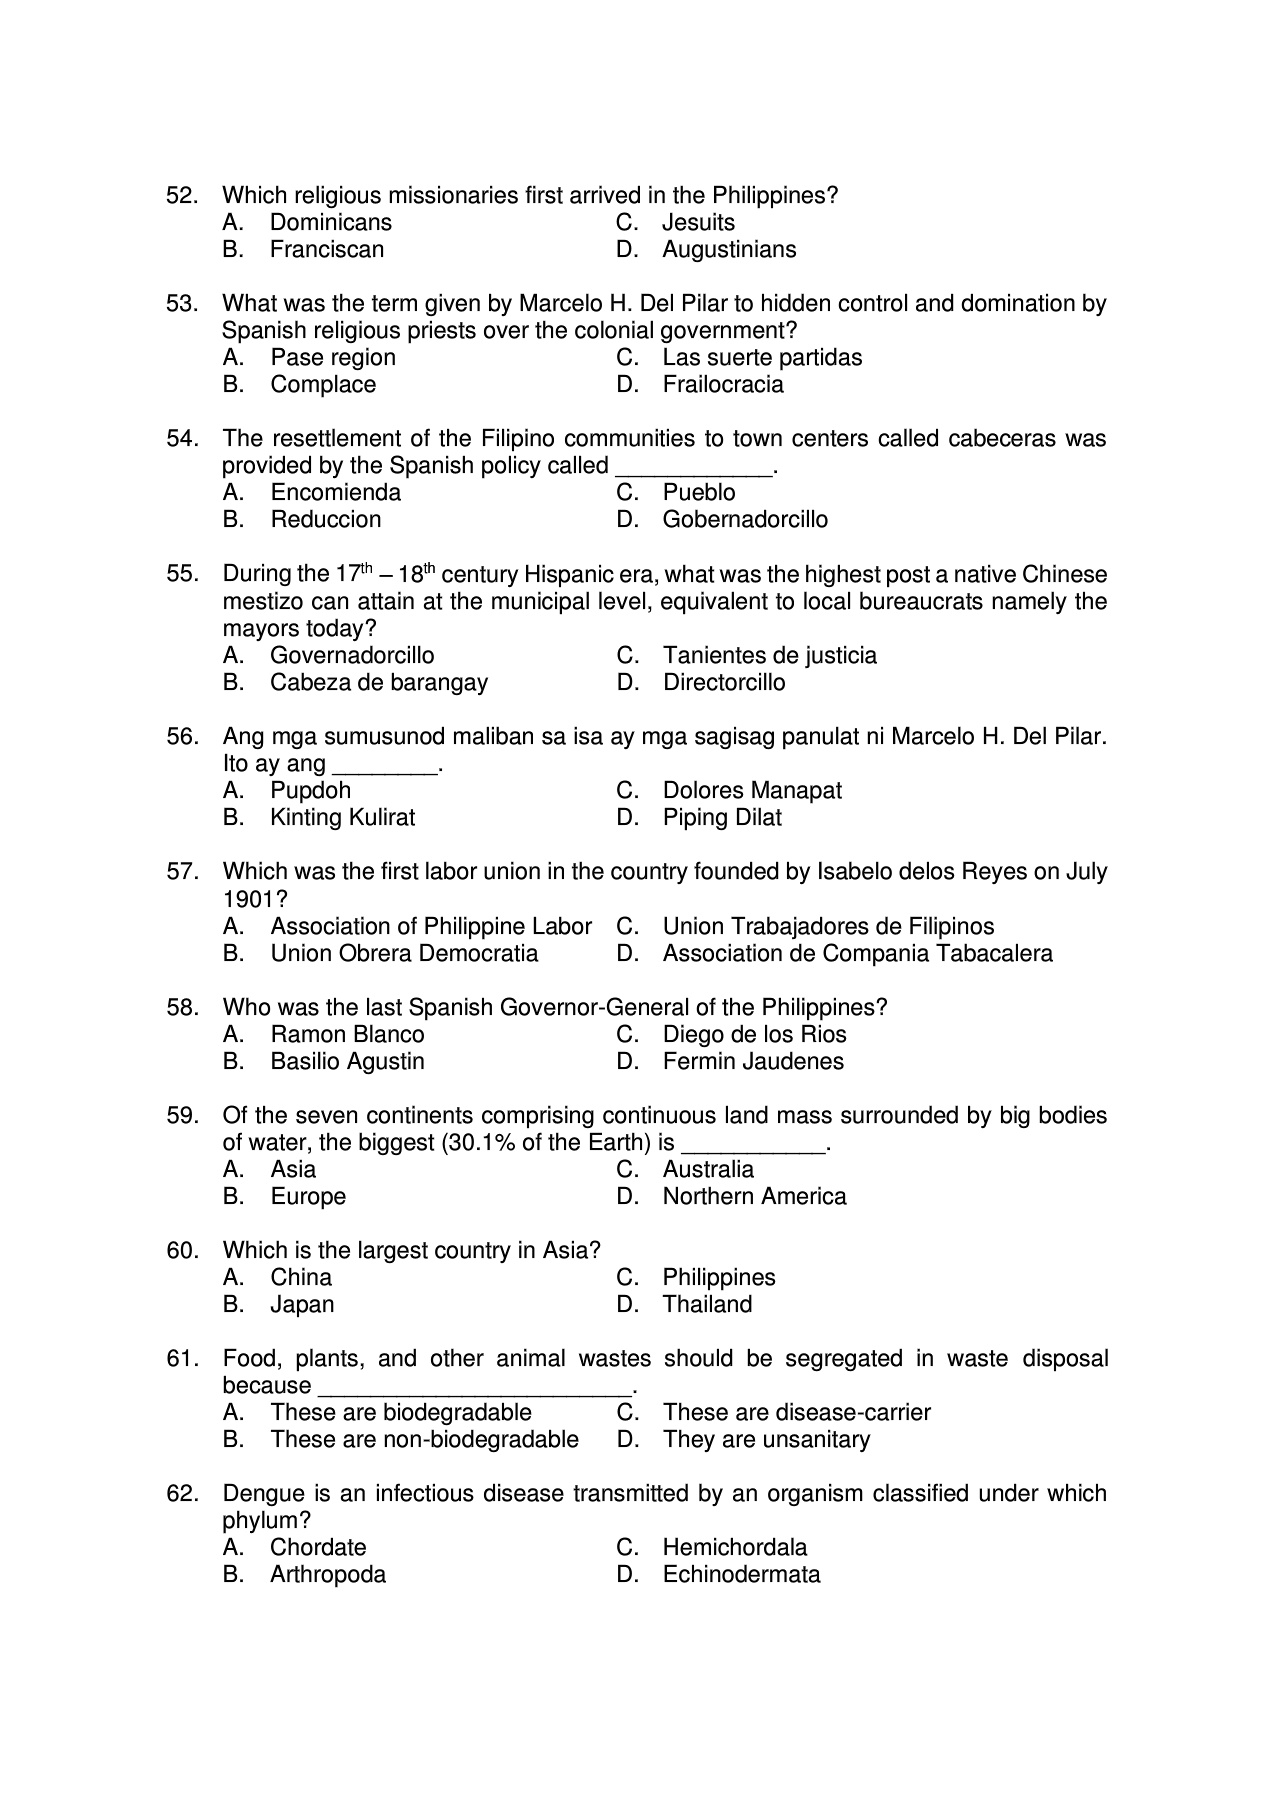 52. Which religious missionaries first arrived in the Philippines?
A. Dominicans C. Jesuits
B. Franciscan D. Augustinians
53. What was the term given by Marcelo H. Del Pilar to hidden control and domination by
Spanish religious priests over the colonial government?
A. Pase region C. Las suerte partidas
B. Complace D. Frailocracia
54. The resettlement of the Filipino communities to town centers called cabeceras was
provided by the Spanish policy called ____________.
A. Encomienda C. Pueblo
B. Reduccion D. Gobernadorcillo
55. During the 17th – 18th century Hispanic era, what was the highest post a native Chinese
mestizo can attain at the municipal level, equivalent to local bureaucrats namely the
mayors today?
A. Governadorcillo C. Tanientes de justicia
B. Cabeza de barangay D. Directorcillo
56. Ang mga sumusunod maliban sa isa ay mga sagisag panulat ni Marcelo H. Del Pilar.
Ito ay ang ________.
A. Pupdoh C. Dolores Manapat
B. Kinting Kulirat D. Piping Dilat
57. Which was the first labor union in the country founded by Isabelo delos Reyes on July
1901?
A. Association of Philippine Labor C. Union Trabajadores de Filipinos
B. Union Obrera Democratia D. Association de Compania Tabacalera
58. Who was the last Spanish Governor-General of the Philippines?
A. Ramon Blanco C. Diego de los Rios
B. Basilio Agustin D. Fermin Jaudenes
59. Of the seven continents comprising continuous land mass surrounded by big bodies
of water, the biggest (30.1% of the Earth) is ___________.
A. Asia C. Australia
B. Europe D. Northern America
60. Which is the largest country in Asia?
A. China C. Philippines
B. Japan D. Thailand
61. Food, plants, and other animal wastes should be segregated in waste disposal
because ________________________.
A. These are biodegradable C. These are disease-carrier
B. These are non-biodegradable D. They are unsanitary
62. Dengue is an infectious disease transmitted by an organism classified under which
phylum?
A. Chordate C. Hemichordala
B. Arthropoda D. Echinodermata